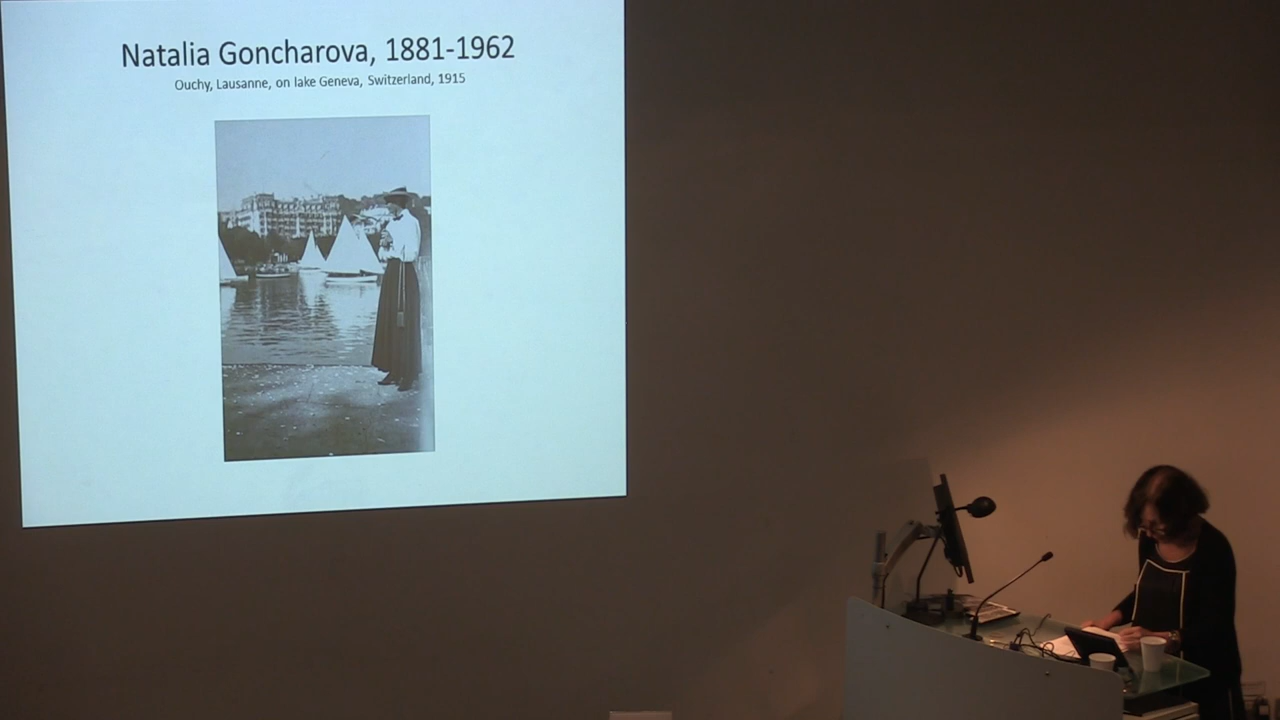 Natalia Goncharova, 1881-1962
Ouchy, Lausanne, on lake Geneva, Switzerland, 1915